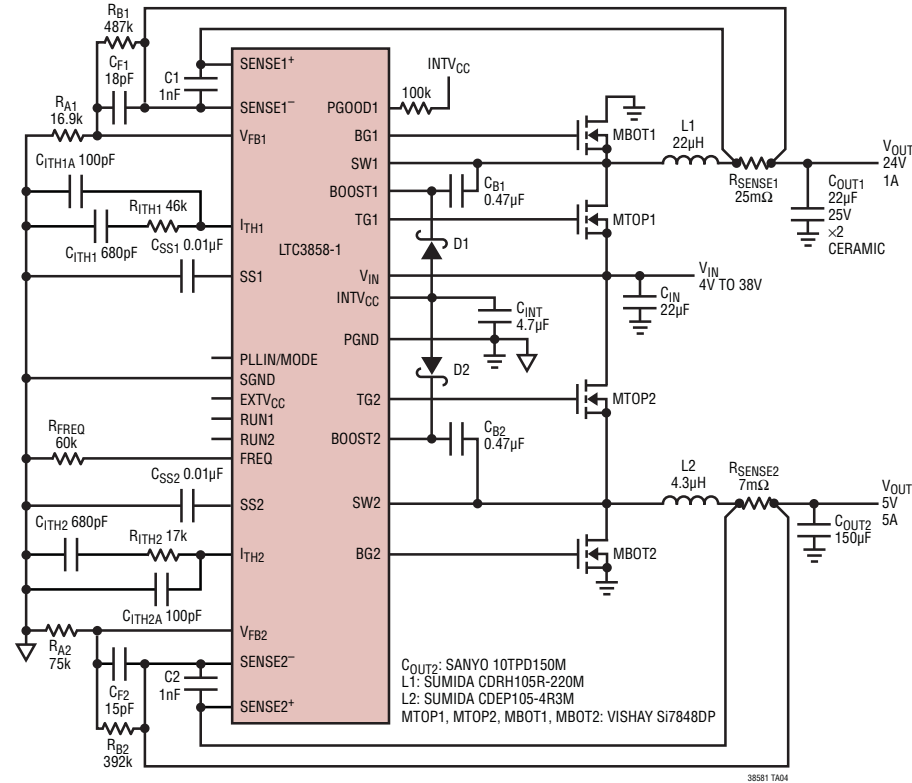 RB1
487k
CF1
18pF
C1
1nF
RA1
16.9k
CITH1A 100pF
RITH1 46k
CITH1 680pF
CSS1 0.01µF
RFREQ
60k
CSS2 0.01µF
CITH2 680pF
RITH2 17k
CITH2A 100pF
RA2
75k
CF2
15pF
C2
1nF
RB2
392k
SENSE1+
SENSE1–
VFB1
ITH1
SS1
LTC3858-1
PLLIN/MODE
SGND
EXTVCC
RUN1
RUN2
FREQ
SS2
ITH2
VFB2
SENSE2–
SENSE2+
PGOOD1
BG1
SW1
BOOST1
TG1
VIN
INTVCC
PGND
TG2
BOOST2
SW2
BG2
INTVCC
100k
MBOT1
CB1
0.47µF
MTOP1
D1
CINT
4.7µF
D2
MTOP2
CB2
0.47µF
MBOT2
L1
22µH
RSENSE1
25mΩ
VOUT
24V
1A
COUT1
22µF
25V
×2
CERAMIC
VIN
4V TO 38V
CIN
22µF
L2
4.3µH
RSENSE2
7mΩ
VOUT
5V
5A
COUT2
150µF
COUT2: SANYO 10TPD150M
L1: SUMIDA CDRH105R-220M
L2: SUMIDA CDEP105-4R3M
MTOP1, MTOP2, MBOT1, MBOT2: VISHAY Si7848DP
38581 TA04